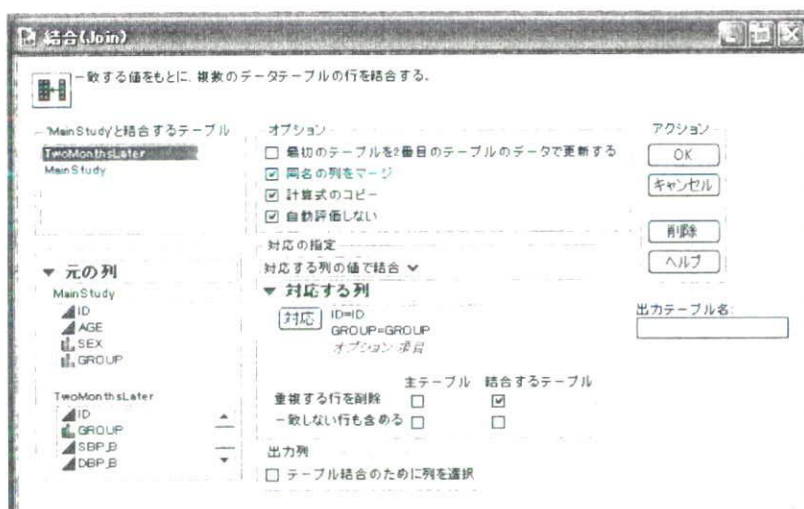 結合(Join)
一致する値をもとに、複数のデータテーブルの行を結合する。
'MainStudy'と結合するテーブル
TwoMonthsLater
MainStudy
オプション
最初のテーブルを2番目のテーブルのデータで更新する
同名の列をマージ
計算式のコピー
自動評価しない
アクション
OK
キャンセル
削除
ヘルプ
元の列
MainStudy
ID
AGE
SEX
GROUP
TwoMonthsLater
ID
GROUP
SBP_B
DBP_B
対応の指定
対応する列の値で結合
対応する列
対応
ID=ID
GROUP=GROUP
オプション 項目
主テーブル 結合するテーブル
重複する行を削除
一致しない行も含める
出力列
テーブル結合のために列を選択
出力テーブル名: